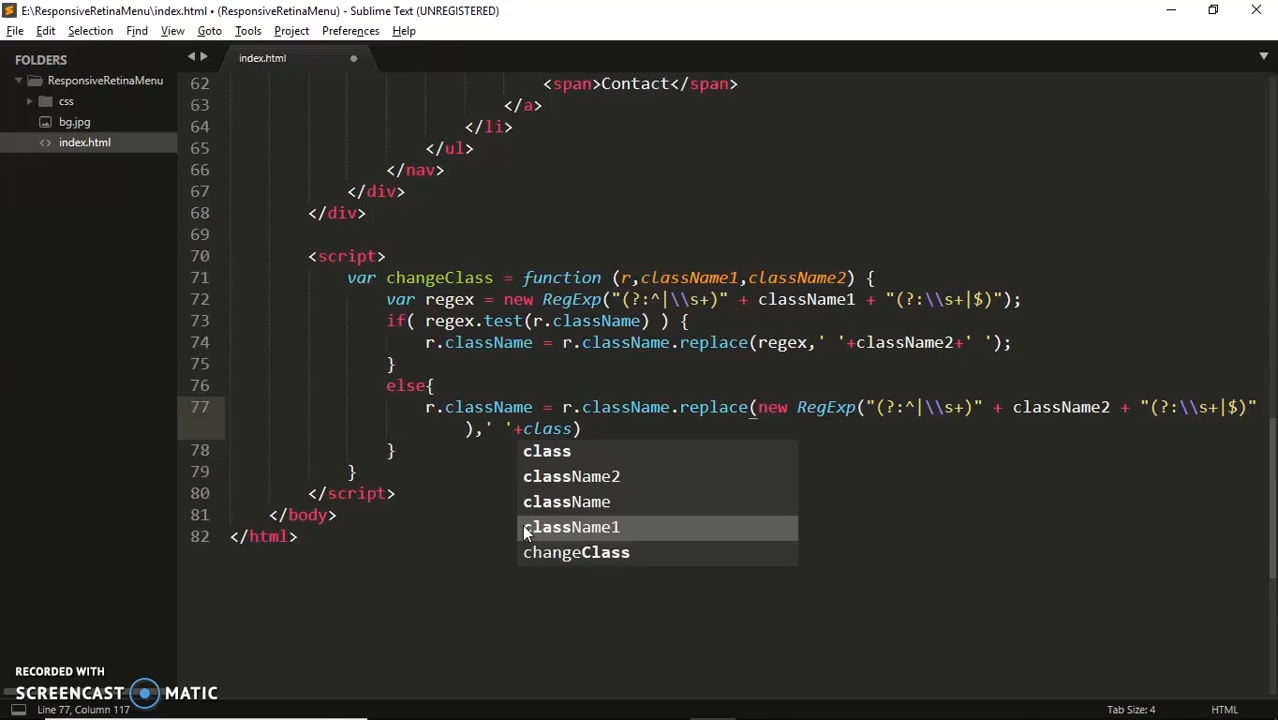 E:\ResponsiveRetinaMenu\index.html • (ResponsiveRetinaMenu) - Sublime Text (UNREGISTERED)
File Edit Selection Find View Goto Tools Project Preferences Help
FOLDERS
ResponsiveRetinaMenu
css
bg.jpg
index.html
index.html
62 <span>Contact</span>
63 </a>
64 </li>
65 </ul>
66 </nav>
67 </div>
68 </div>
69
70 <script>
71 var changeClass = function (r,className1,className2) {
72 var regex = new RegExp("(?:^|\\s+)" + className1 + "(?:\\s+|$)");
73 if( regex.test(r.className) ) {
74 r.className = r.className.replace(regex,' '+className2+' ');
75 }
76 else{
77 r.className = r.className.replace(new RegExp("(?:^|\\s+)" + className2 + "(?:\\s+|$)"
),' '+class)
78 }
79 }
80 </script>
81 </body>
82 </html>
class
className2
className
className1
changeClass
RECORDED WITH
SCREENCAST MATIC
Line 77, Column 117
Tab Size: 4
HTML